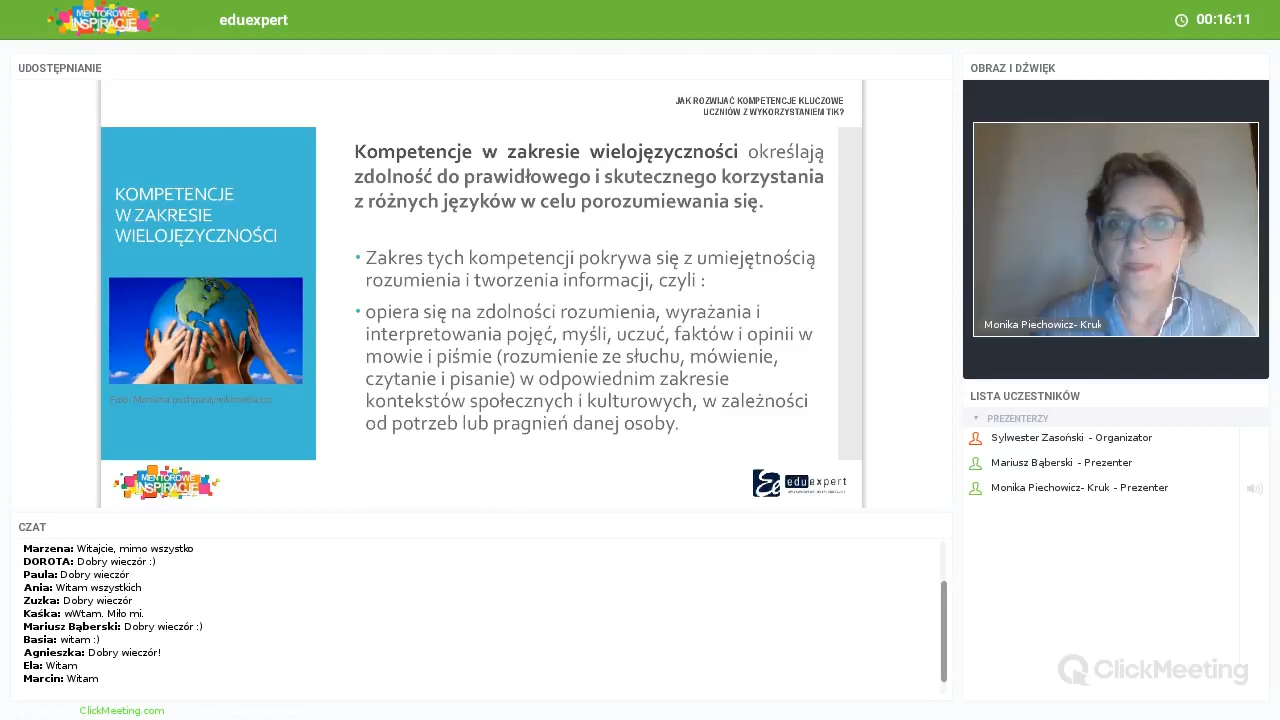 MENTOROWE
INSPIRACJE
eduexpert
00:16:11
UDOSTĘPNIANIE
JAK ROZWIJAĆ KOMPETENCJE KLUCZOWE
UCZNIÓW Z WYKORZYSTANIEM TIK?
KOMPETENCJE
W ZAKRESIE
WIELOJĘZYCZNOŚCI
Kompetencje w zakresie wielojęzyczności określają
zdolność do prawidłowego i skutecznego korzystania
z różnych języków w celu porozumiewania się.
• Zakres tych kompetencji pokrywa się z umiejętnością
rozumienia i tworzenia informacji, czyli :
• opiera się na zdolności rozumienia, wyrażania i
interpretowania pojęć, myśli, uczuć, faktów i opinii w
mowie i piśmie (rozumienie ze słuchu, mówienie,
czytanie i pisanie) w odpowiednim zakresie
kontekstów społecznych i kulturowych, w zależności
od potrzeb lub pragnień danej osoby.
MENTOROWE
INSPIRACJE
Ee eduexpert
CZAT
Marzena: Witajcie, mimo wszystko
DOROTA: Dobry wieczór :)
Paula: Dobry wieczór
Ania: Witam wszystkich
Zuzka: Dobry wieczór
Kaśka: wWtam. Miło mi.
Mariusz Bąberski: Dobry wieczór :)
Basia: witam :)
Agnieszka: Dobry wieczór!
Ela: Witam
Marcin: Witam
ClickMeeting.com
OBRAZ I DŹWIĘK
Monika Piechowicz- Kruk
LISTA UCZESTNIKÓW
PREZENTERZY
Sylwester Zasoński - Organizator
Mariusz Bąberski - Prezenter
Monika Piechowicz- Kruk - Prezenter
ClickMeeting